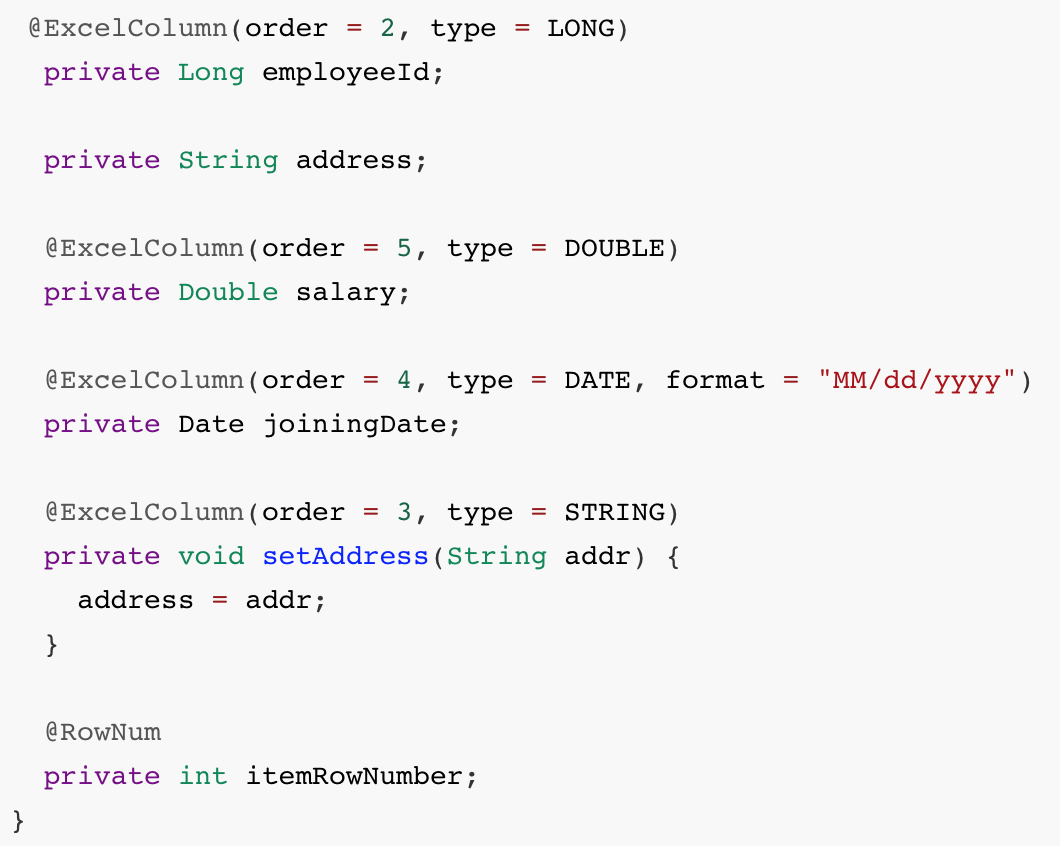 @ExcelColumn(order = 2, type = LONG)
private Long employeeId;
private String address;
@ExcelColumn(order = 5, type = DOUBLE)
private Double salary;
@ExcelColumn(order = 4, type = DATE, format = "MM/dd/yyyy")
private Date joiningDate;
@ExcelColumn(order = 3, type = STRING)
private void setAddress(String addr) {
address = addr;
}
@RowNum
private int itemRowNumber;
}